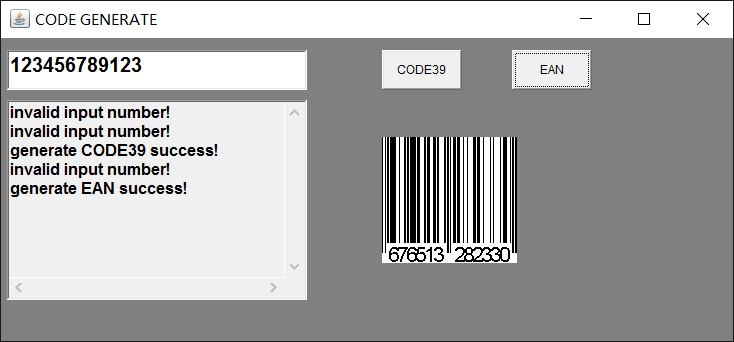 CODE GENERATE
123456789123
CODE39
EAN
invalid input number!
invalid input number!
generate CODE39 success!
invalid input number!
generate EAN success!
676513 282330